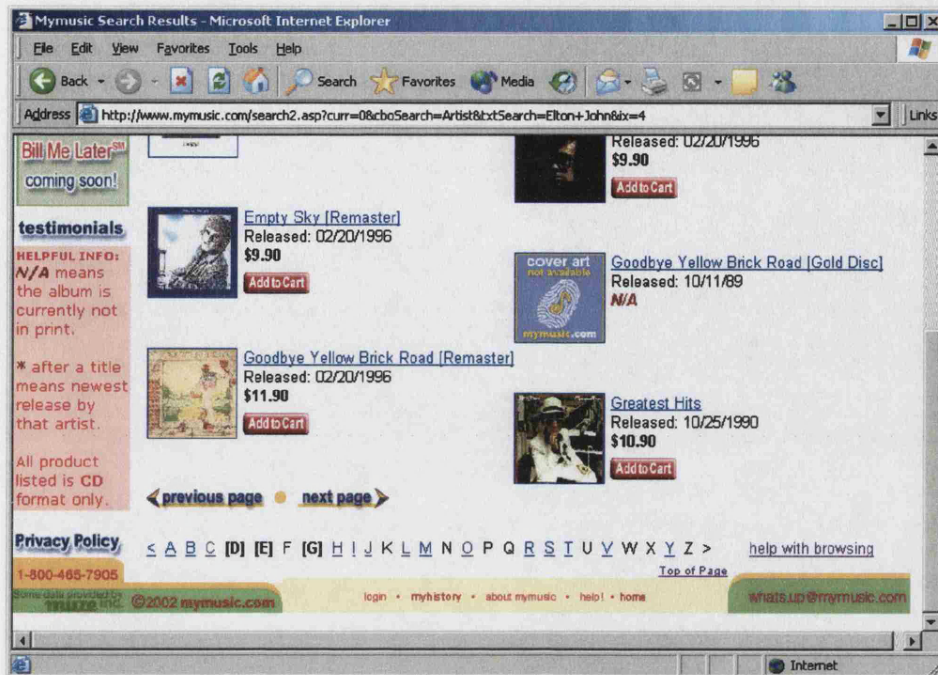 Mymusic Search Results - Microsoft Internet Explorer
File Edit View Favorites Tools Help
Back Search Favorites Media
Address http://www.mymusic.com/search2.asp?curr=0&cboSearch=Artist&txtSearch=Elton+John&ix=4 Links
Bill Me Later SM
coming soon!
testimonials
HELPFUL INFO:
N/A means
the album is
currently not
in print.
* after a title
means newest
release by
that artist.
All product
listed is CD
format only.
Privacy Policy
1-800-465-7905
Some data provided by
muze inc.
Empty Sky [Remaster]
Released: 02/20/1996
$9.90
Add to Cart
Goodbye Yellow Brick Road [Remaster]
Released: 02/20/1996
$11.90
Add to Cart
Released: 02/20/1996
$9.90
Add to Cart
cover art
not available
mymusic.com
Goodbye Yellow Brick Road [Gold Disc]
Released: 10/11/89
N/A
Greatest Hits
Released: 10/25/1990
$10.90
Add to Cart
previous page next page
< A B C [D] [E] F [G] H I J K L M N O P Q R S T U V W X Y Z > help with browsing
Top of Page
©2002 mymusic.com login • myhistory • about mymusic • help! • home whats.up@mymusic.com
Internet